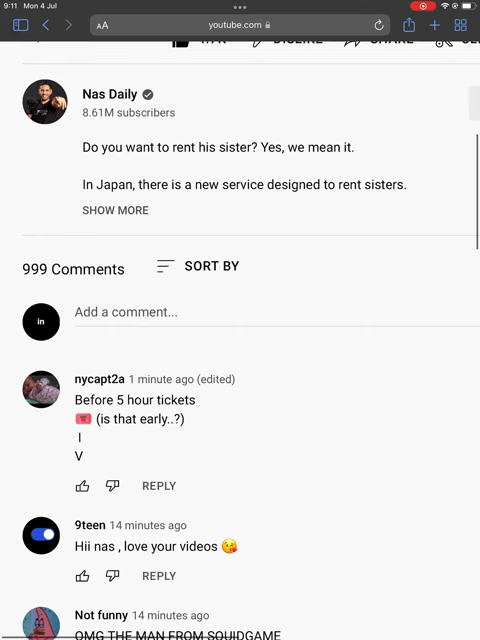 9:11 Mon 4 Jul
AA youtube.com
DISLIKE SHARE
Nas Daily
8.61M subscribers
Do you want to rent his sister? Yes, we mean it.
In Japan, there is a new service designed to rent sisters.
SHOW MORE
999 Comments SORT BY
in Add a comment...
nycapt2a 1 minute ago (edited)
Before 5 hour tickets
🎟️ (is that early..?)
I
V
REPLY
9teen 14 minutes ago
Hii nas , love your videos 😘
REPLY
Not funny 14 minutes ago
OMG THE MAN FROM SQUIDGAME